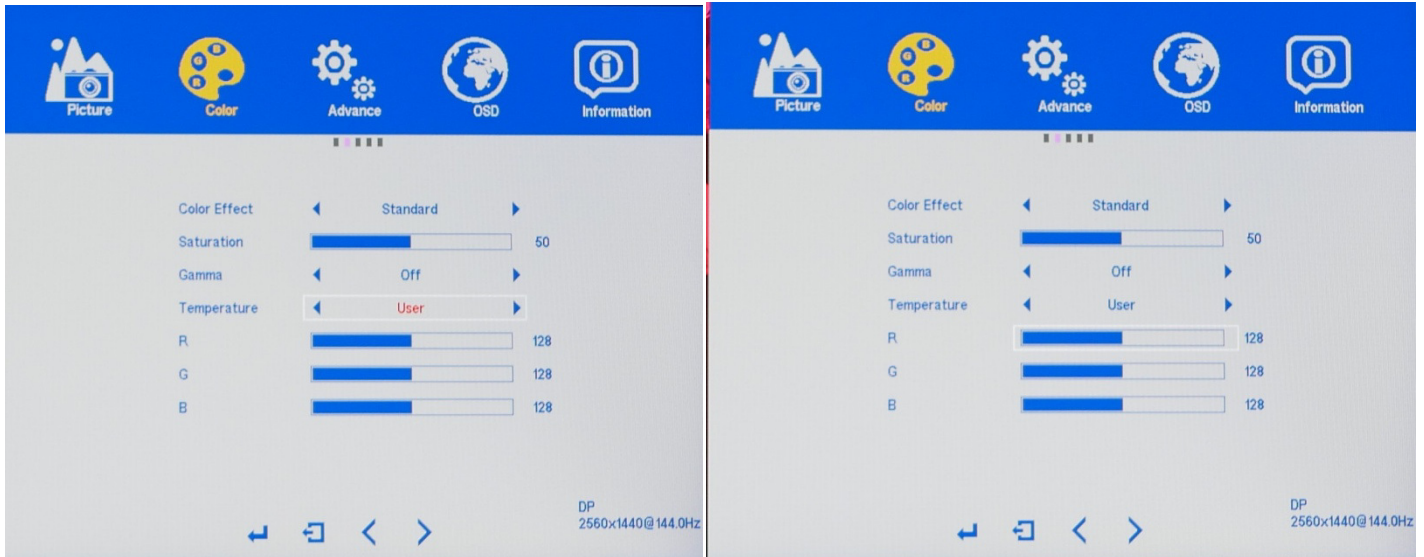 Picture Color Advance OSD Information
Color Effect Standard
Saturation 50
Gamma Off
Temperature User
R 128
G 128
B 128
DP
2560x1440@144.0Hz
Picture Color Advance OSD Information
Color Effect Standard
Saturation 50
Gamma Off
Temperature User
R 128
G 128
B 128
DP
2560x1440@144.0Hz